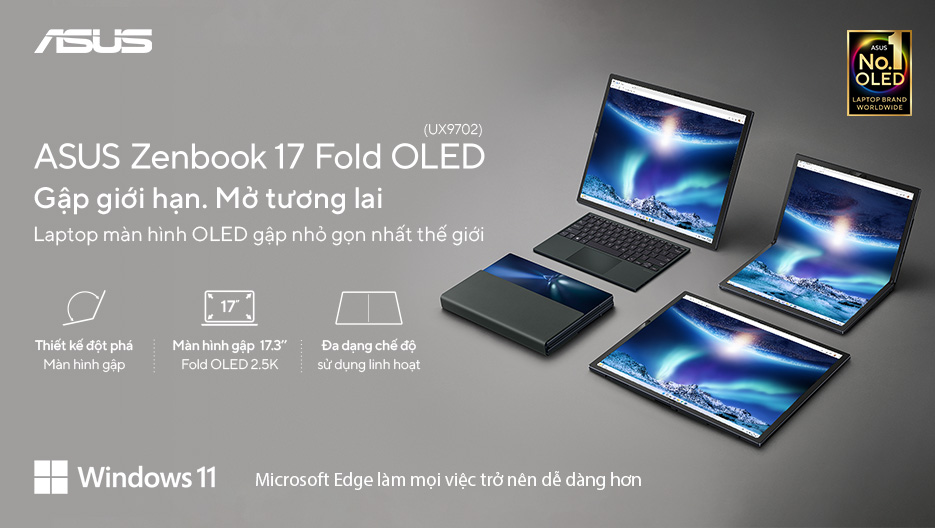 ASUS
ASUS
No.1
OLED
LAPTOP BRAND
WORLDWIDE
(UX9702)
ASUS Zenbook 17 Fold OLED
Gập giới hạn. Mở tương lai
Laptop màn hình OLED gập nhỏ gọn nhất thế giới
17"
Thiết kế đột phá
Màn hình gập
Màn hình gập 17.3"
Fold OLED 2.5K
Đa dạng chế độ
sử dụng linh hoạt
Windows 11
Microsoft Edge làm mọi việc trở nên dễ dàng hơn